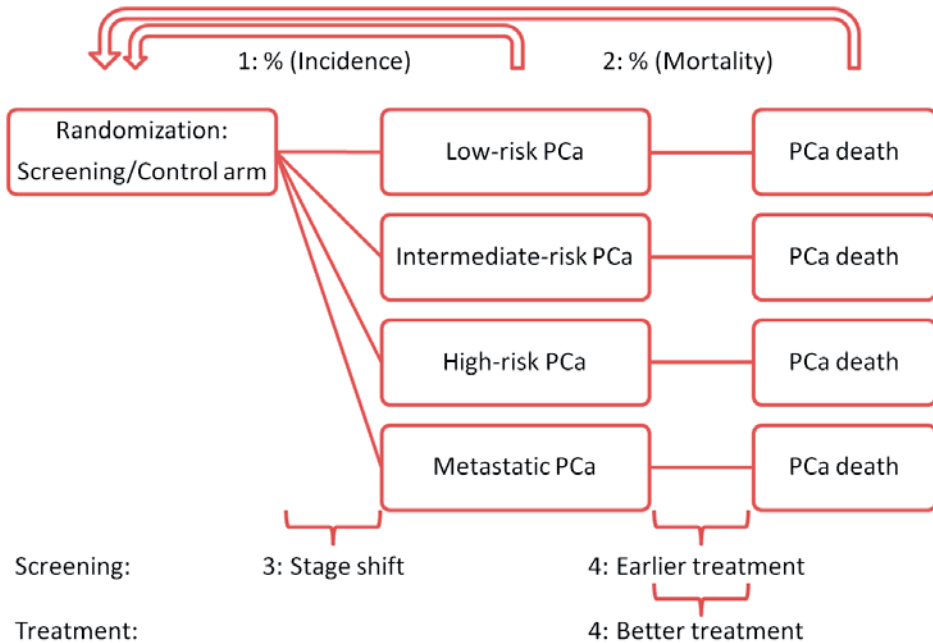 1: % (Incidence)
2: % (Mortality)
Randomization:
Screening/Control arm
Low-risk PCa
PCa death
Intermediate-risk PCa
PCa death
High-risk PCa
PCa death
Metastatic PCa
PCa death
Screening:
3: Stage shift
4: Earlier treatment
Treatment:
4: Better treatment